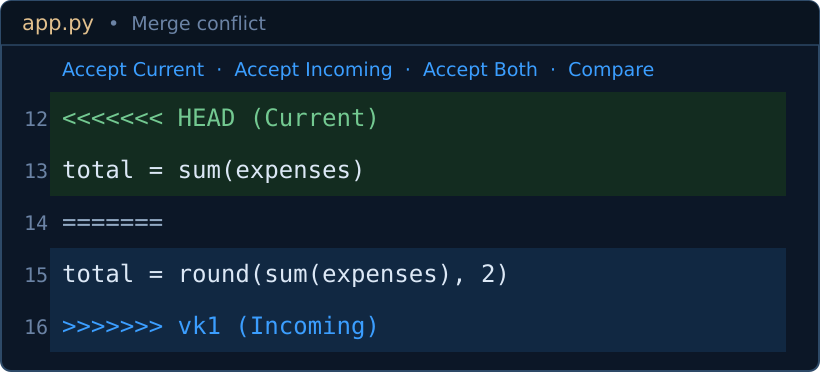 app.py • Merge conflict
Accept Current · Accept Incoming · Accept Both · Compare
12 <<<<<<< HEAD (Current)
13 total = sum(expenses)
14 =======
15 total = round(sum(expenses), 2)
16 >>>>>>> vk1 (Incoming)